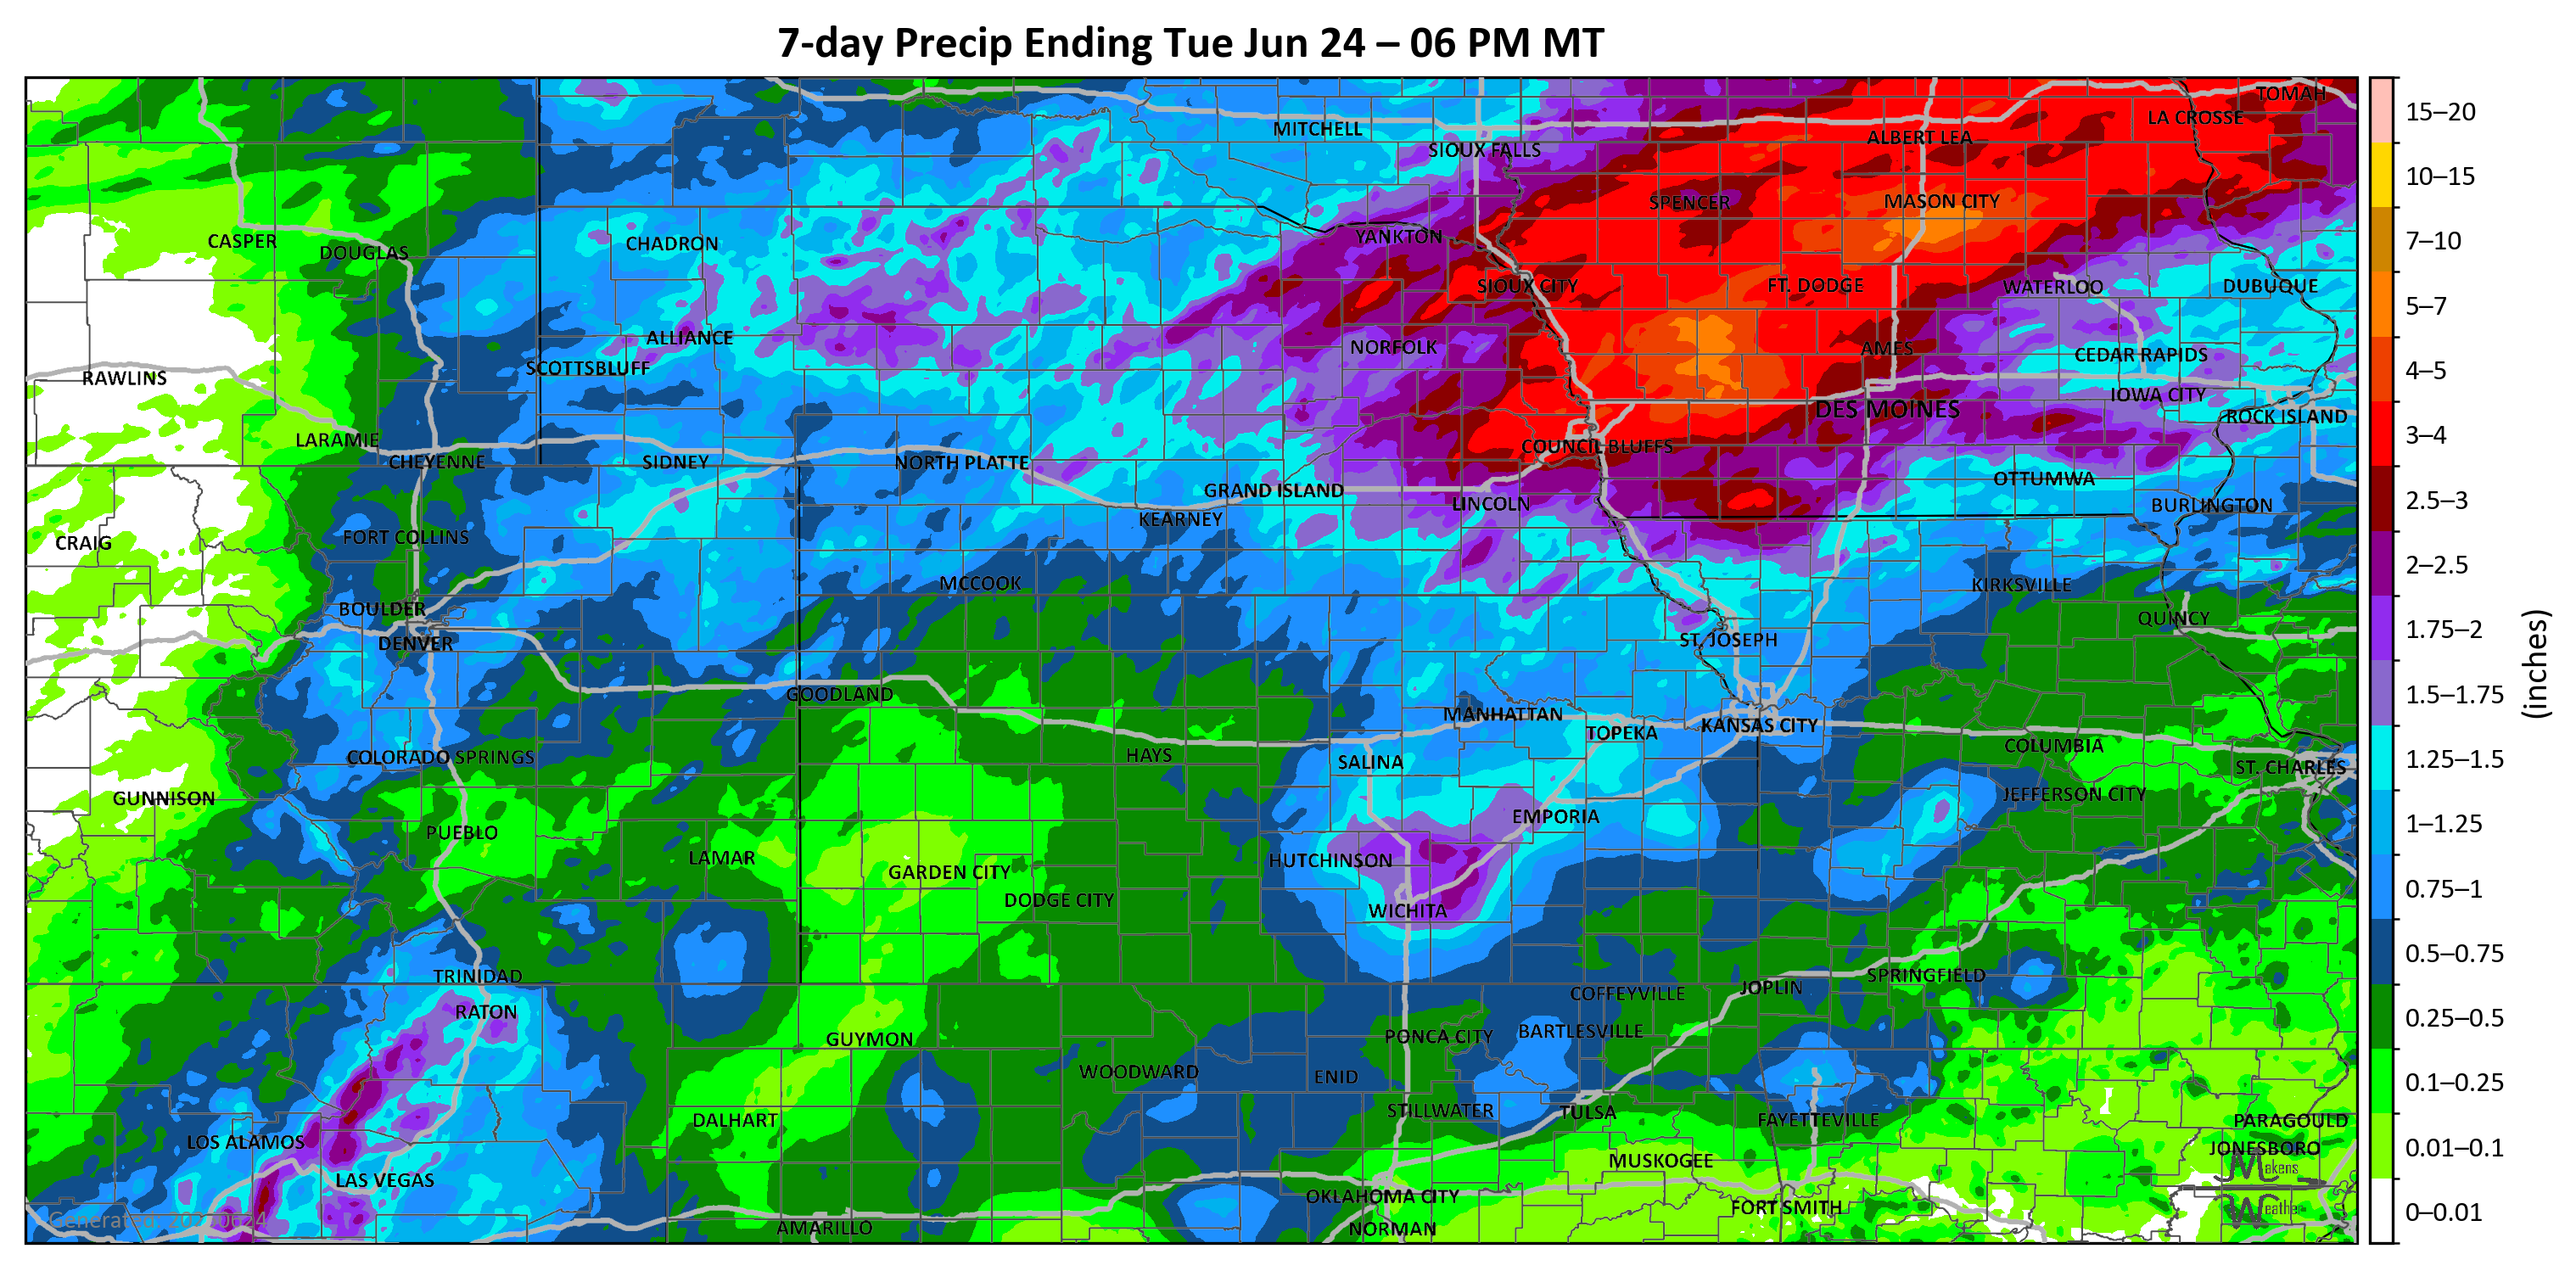 7-day Precip Ending Tue Jun 24 – 06 PM MT
TOMAH
LA CROSSE
MITCHELL
ALBERT LEA
SIOUX FALLS
SPENCER
MASON CITY
CASPER
DOUGLAS
CHADRON
YANKTON
SIOUX CITY
FT. DODGE
WATERLOO
DUBUQUE
ALLIANCE
NORFOLK
AMES
CEDAR RAPIDS
SCOTTSBLUFF
RAWLINS
IOWA CITY
DES MOINES
ROCK ISLAND
LARAMIE
COUNCIL BLUFFS
CHEYENNE
SIDNEY
NORTH PLATTE
OTTUMWA
GRAND ISLAND
LINCOLN
BURLINGTON
KEARNEY
FORT COLLINS
CRAIG
MCCOOK
KIRKSVILLE
BOULDER
QUINCY
DENVER
ST. JOSEPH
GOODLAND
MANHATTAN
TOPEKA
KANSAS CITY
COLORADO SPRINGS
HAYS
SALINA
COLUMBIA
ST. CHARLES
GUNNISON
JEFFERSON CITY
EMPORIA
PUEBLO
LAMAR
HUTCHINSON
GARDEN CITY
DODGE CITY
WICHITA
TRINIDAD
SPRINGFIELD
COFFEYVILLE
JOPLIN
RATON
GUYMON
PONCA CITY
BARTLESVILLE
WOODWARD
ENID
DALHART
STILLWATER
TULSA
FAYETTEVILLE
PARAGOULD
LOS ALAMOS
JONESBORO
MUSKOGEE
LAS VEGAS
OKLAHOMA CITY
FORT SMITH
AMARILLO
NORMAN
Makens
Weather
15–20
10–15
7–10
5–7
4–5
3–4
2.5–3
2–2.5
1.75–2
1.5–1.75
1.25–1.5
1–1.25
0.75–1
0.5–0.75
0.25–0.5
0.1–0.25
0.01–0.1
0–0.01
(inches)